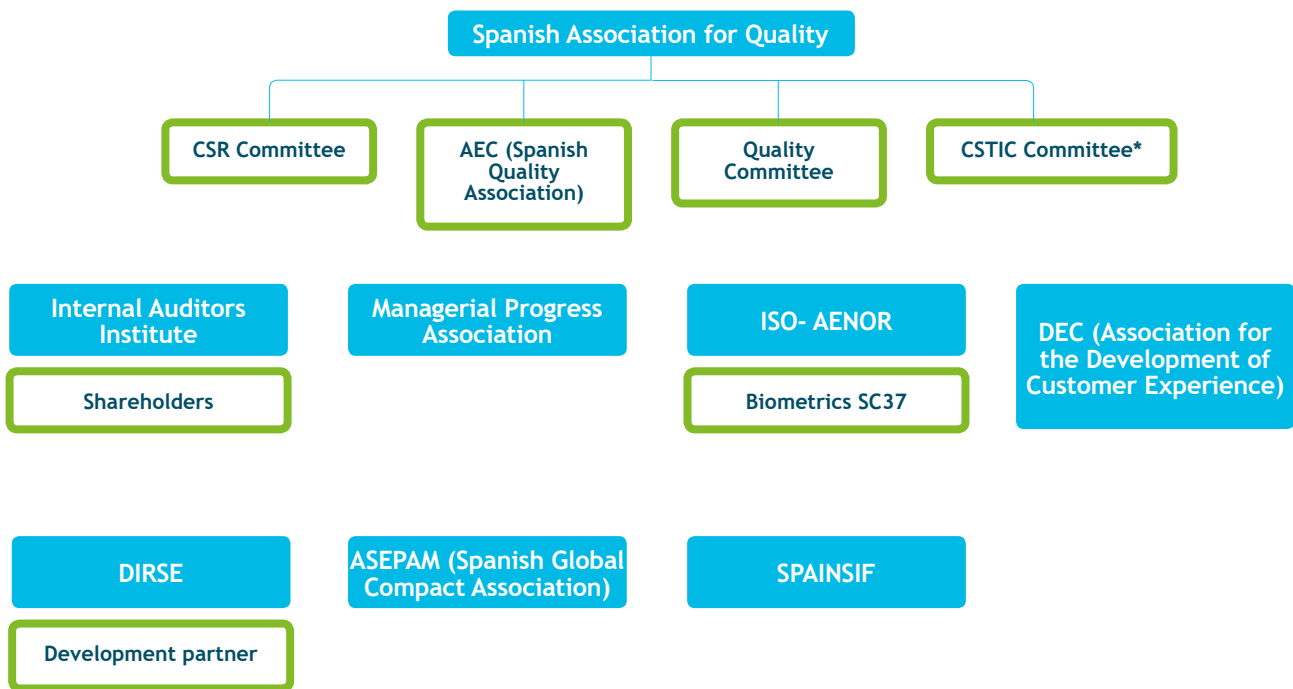 Spanish Association for Quality
CSR Committee
AEC (Spanish
Quality
Association)
Quality
Committee
CSTIC Committee*
Internal Auditors
Institute
Managerial Progress
Association
ISO- AENOR
DEC (Association for
the Development of
Customer Experience)
Shareholders
Biometrics SC37
DIRSE
ASEPAM (Spanish Global
Compact Association)
SPAINSIF
Development partner